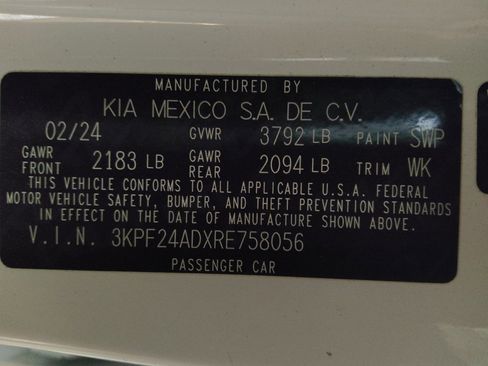 MANUFACTURED BY
KIA MEXICO S.A. DE C.V.
02/24 GVWR 3792 LB PAINT SWP
GAWR FRONT 2183 LB GAWR REAR 2094 LB TRIM WK
THIS VEHICLE CONFORMS TO ALL APPLICABLE U.S.A. FEDERAL
MOTOR VEHICLE SAFETY, BUMPER, AND THEFT PREVENTION STANDARDS
IN EFFECT ON THE DATE OF MANUFACTURE SHOWN ABOVE.
V.I.N. 3KPF24ADXRE758056
PASSENGER CAR